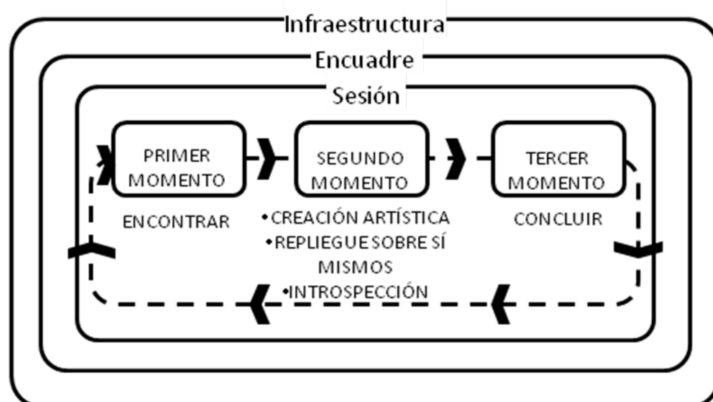 Infraestructura
Encuadre
Sesión
PRIMER
MOMENTO
ENCONTRAR
SEGUNDO
MOMENTO
•CREACIÓN ARTÍSTICA
•REPLIEGUE SOBRE SÍ
MISMOS
•INTROSPECCIÓN
TERCER
MOMENTO
CONCLUIR